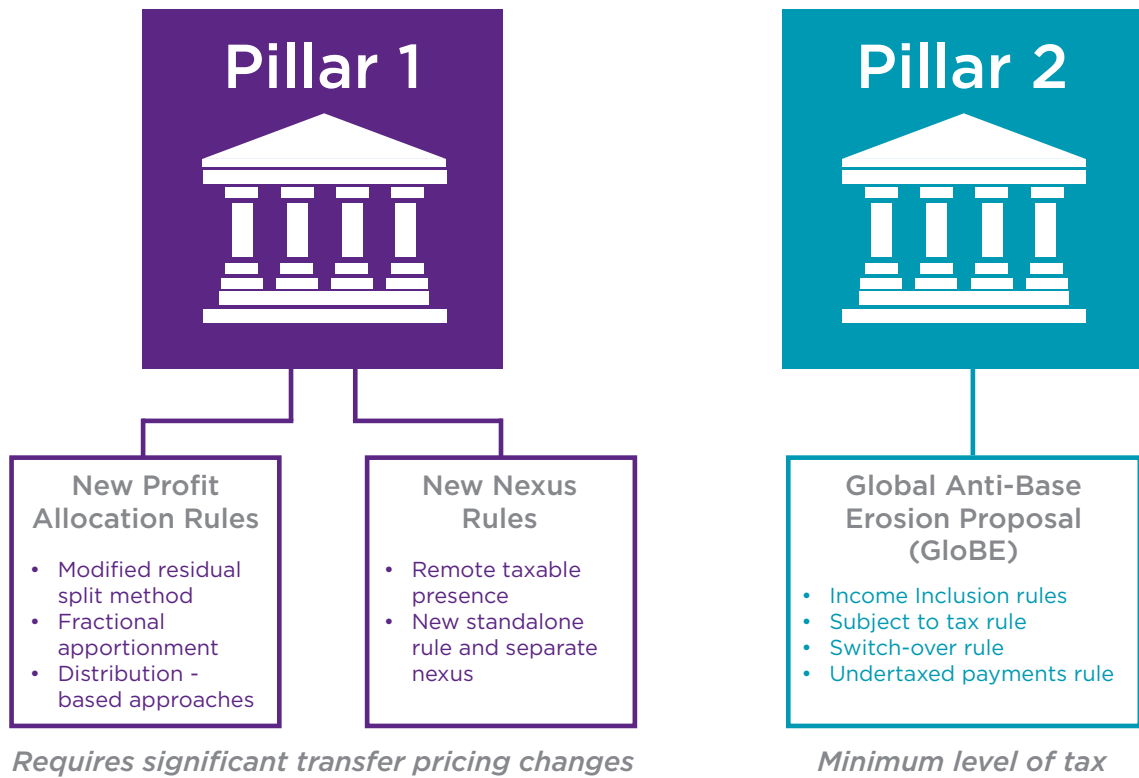 Pillar 1
New Profit
Allocation Rules
• Modified residual
split method
• Fractional
apportionment
• Distribution -
based approaches
New Nexus
Rules
• Remote taxable
presence
• New standalone
rule and separate
nexus
Requires significant transfer pricing changes
Pillar 2
Global Anti-Base
Erosion Proposal
(GloBE)
• Income Inclusion rules
• Subject to tax rule
• Switch-over rule
• Undertaxed payments rule
Minimum level of tax